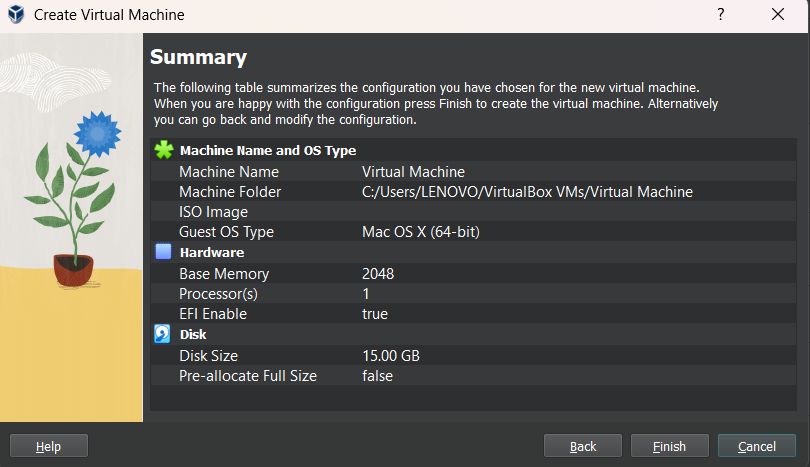 Create Virtual Machine ?
Summary
The following table summarizes the configuration you have chosen for the new virtual machine.
When you are happy with the configuration press Finish to create the virtual machine. Alternatively
you can go back and modify the configuration.
Machine Name and OS Type
Machine Name Virtual Machine
Machine Folder C:/Users/LENOVO/VirtualBox VMs/Virtual Machine
ISO Image
Guest OS Type Mac OS X (64-bit)
Hardware
Base Memory 2048
Processor(s) 1
EFI Enable true
Disk
Disk Size 15.00 GB
Pre-allocate Full Size false
Help Back Finish Cancel